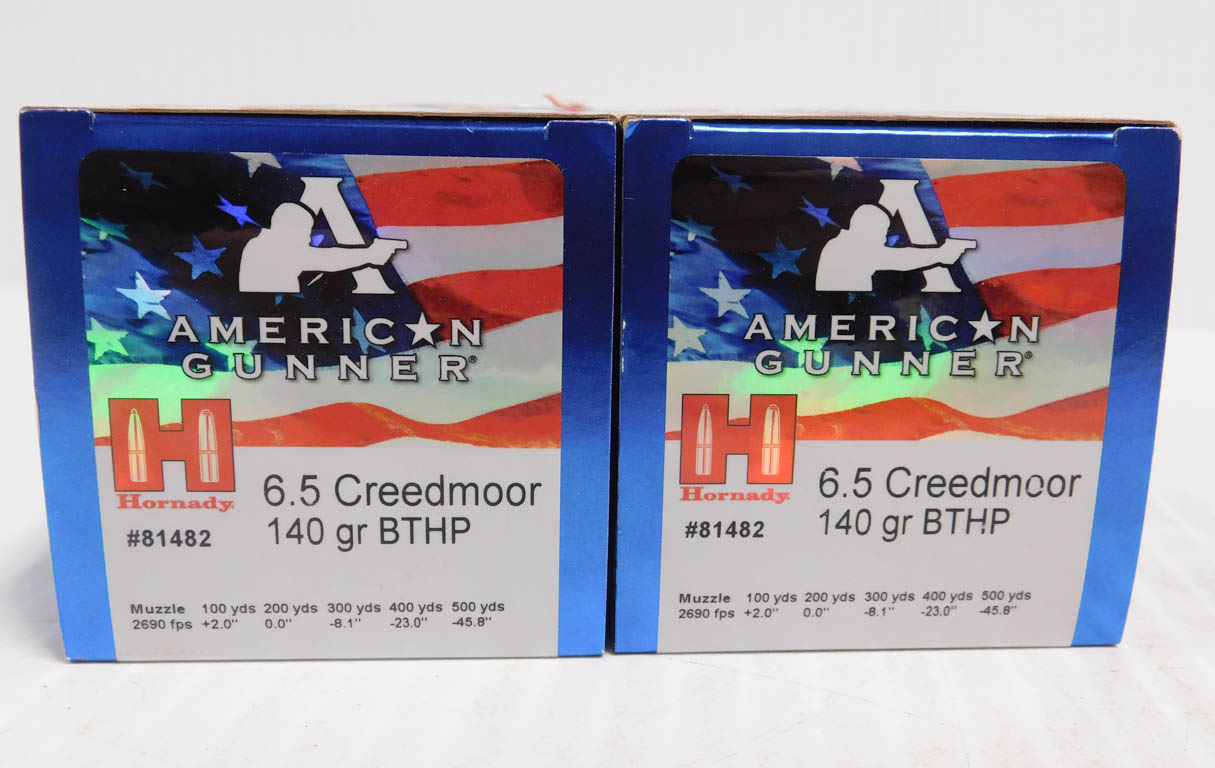 A
AMERICAN
GUNNER®
H
Hornady.
#81482
6.5 Creedmoor
140 gr BTHP
Muzzle 100 yds 200 yds 300 yds 400 yds 500 yds
2690 fps +2.0" 0.0" -8.1" -23.0" -45.8"
A
AMERICAN
GUNNER®
H
Hornady.
#81482
6.5 Creedmoor
140 gr BTHP
Muzzle 100 yds 200 yds 300 yds 400 yds 500 yds
2690 fps +2.0" 0.0" -8.1" -23.0" -45.8"